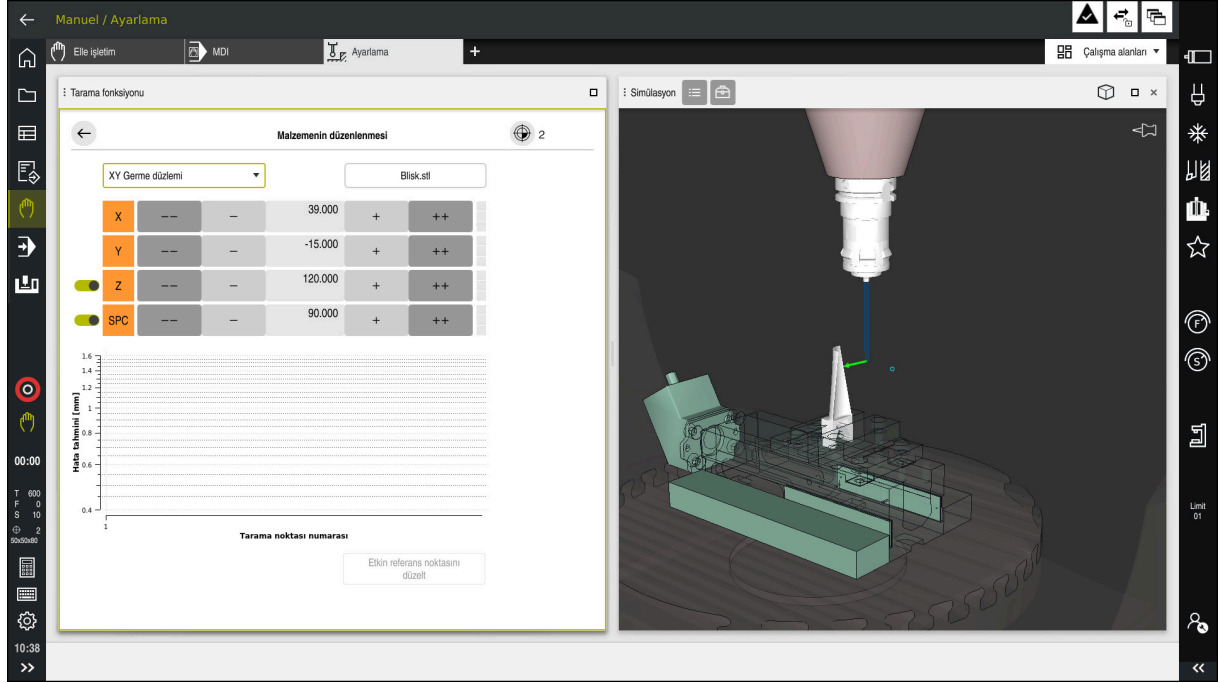 Manuel / Ayarlama
Elle işletim
MDI
Ayarlama
+
Çalışma alanları
Tarama fonksiyonu
Malzemenin düzenlenmesi
2
XY Germe düzlemi
Blisk.stl
X -- - 39.000 + ++
Y -- - -15.000 + ++
Z -- - 120.000 + ++
SPC -- - 90.000 + ++
1.6
1.4
1.2
1
0.8
0.6
0.4
Hata tahmini [mm]
1
Tarama noktası numarası
Etkin referans noktasını
düzelt
Simülasyon
00:00
T 600
F 0
S 10
2
50x50x80
10:38
F
S
Limit
01